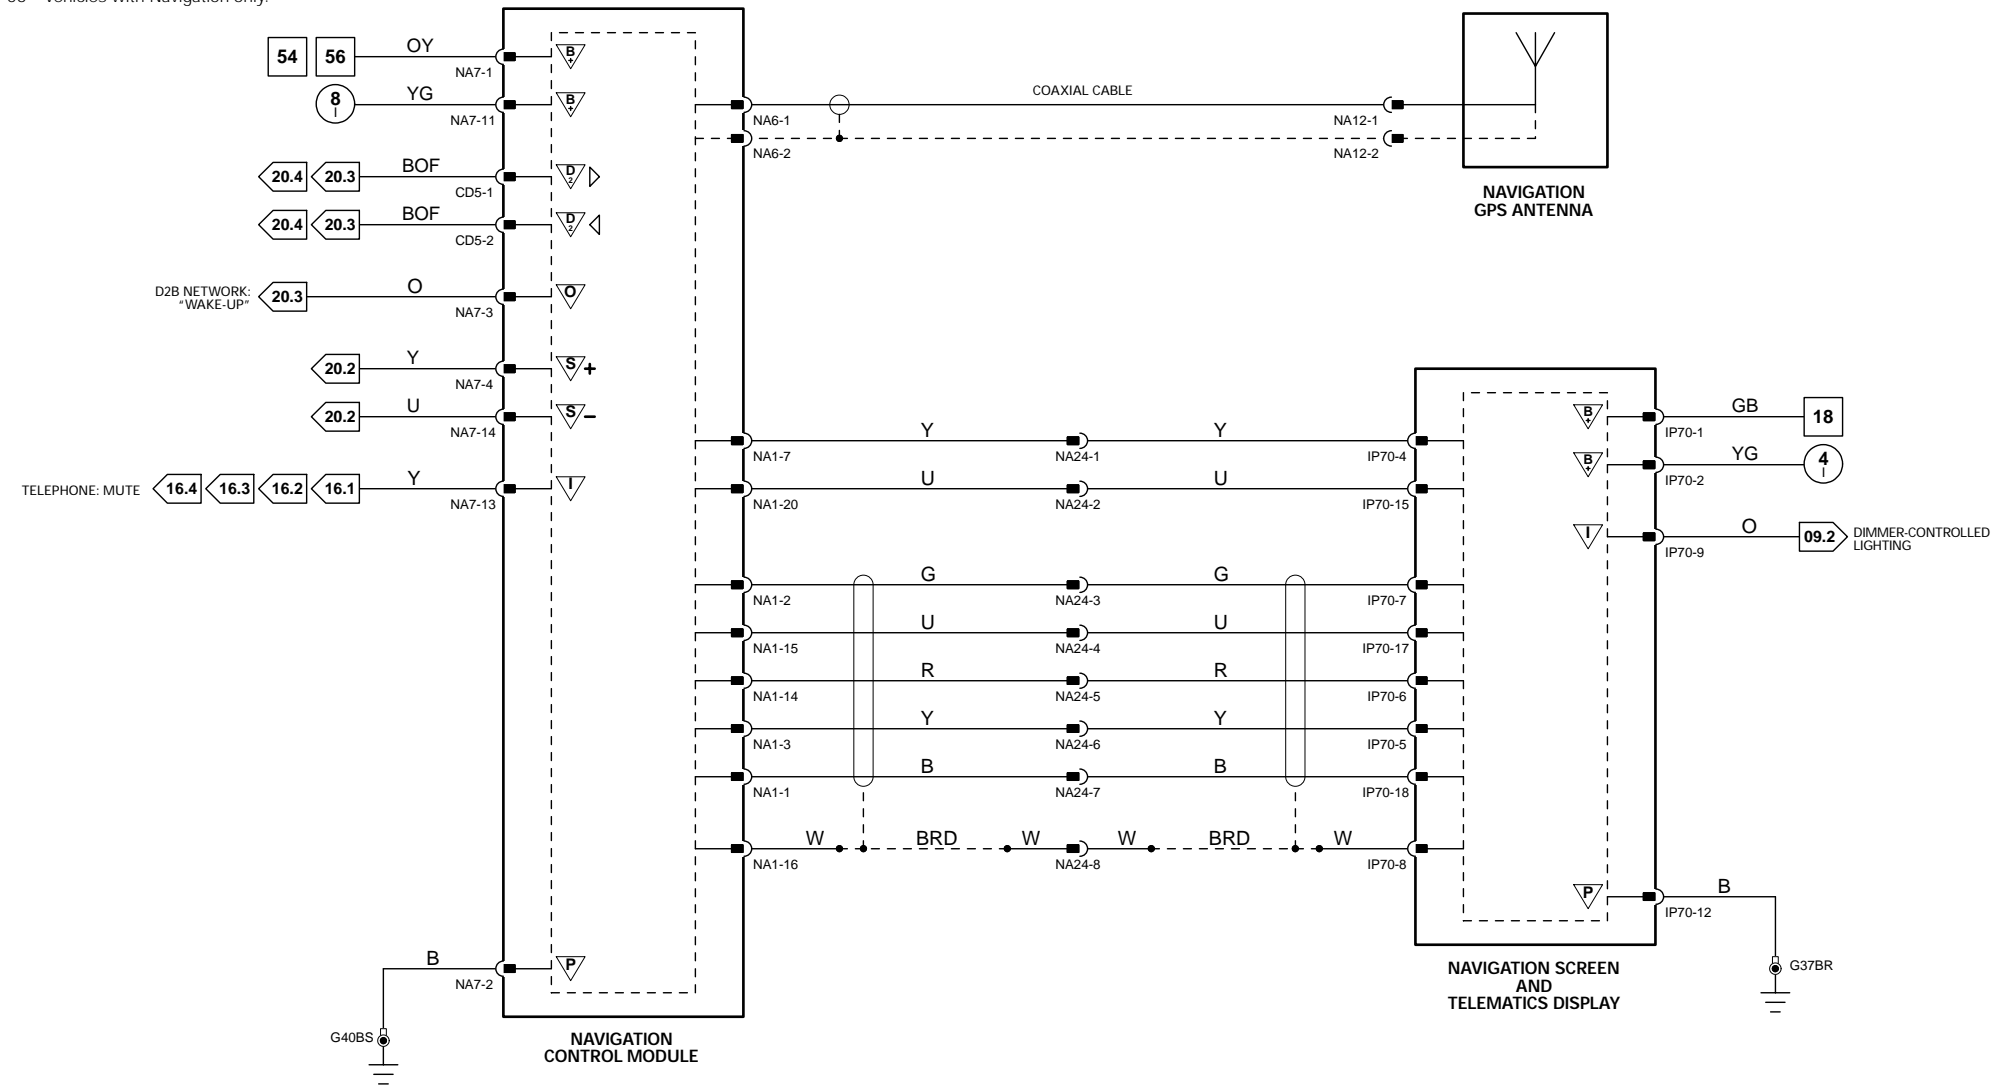 54 56 OY
NA7-1
B+
8
I
YG
NA7-11
B+
20.4 20.3 BOF
CD5-1
D2
20.4 20.3 BOF
CD5-2
D2
D2B NETWORK:
"WAKE-UP"
20.3 O
NA7-3
O
20.2 Y
NA7-4
S +
20.2 U
NA7-14
S –
TELEPHONE: MUTE 16.4 16.3 16.2 16.1 Y
NA7-13
I
B
NA7-2
P
G40BS
NAVIGATION
CONTROL MODULE
COAXIAL CABLE
NA6-1 NA12-1
NA6-2 NA12-2
NAVIGATION
GPS ANTENNA
Y Y
NA1-7 NA24-1 IP70-4
U U
NA1-20 NA24-2 IP70-15
G G
NA1-2 NA24-3 IP70-7
U U
NA1-15 NA24-4 IP70-17
R R
NA1-14 NA24-5 IP70-6
Y Y
NA1-3 NA24-6 IP70-5
B B
NA1-1 NA24-7 IP70-18
W BRD W W BRD W
NA1-16 NA24-8 IP70-8
B+
GB 18
IP70-1
B+
YG 4
I
IP70-2
I
O 09.2 DIMMER-CONTROLLED
LIGHTING
IP70-9
P
B
IP70-12
G37BR
NAVIGATION SCREEN
AND
TELEMATICS DISPLAY